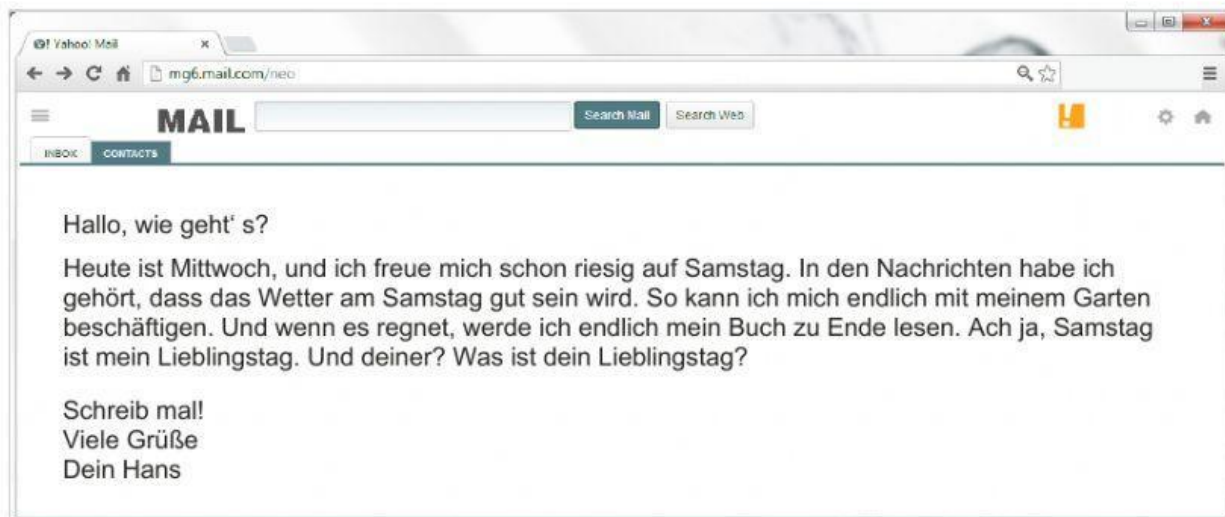 Yahoo! Mail
mg6.mail.com/neo
MAIL
Search Mail
Search Web
INBOX
CONTACTS
Hallo, wie geht‘ s?
Heute ist Mittwoch, und ich freue mich schon riesig auf Samstag. In den Nachrichten habe ich
gehört, dass das Wetter am Samstag gut sein wird. So kann ich mich endlich mit meinem Garten
beschäftigen. Und wenn es regnet, werde ich endlich mein Buch zu Ende lesen. Ach ja, Samstag
ist mein Lieblingstag. Und deiner? Was ist dein Lieblingstag?
Schreib mal!
Viele Grüße
Dein Hans